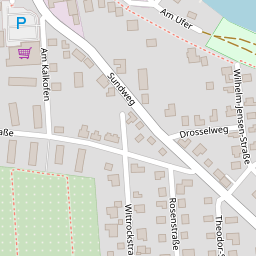 P
Am Ufer
Am Kalkofen
Sundweg
Wilhelm-Jensen-Straße
Drosselweg
aße
Wittrockstra
Rosenstraße
Theodor-S